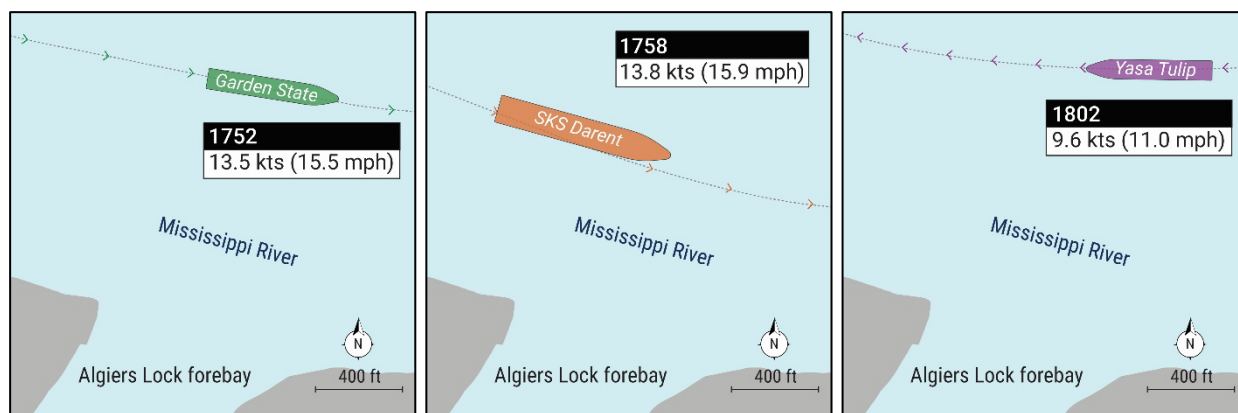 Garden State
1752
13.5 kts (15.5 mph)
Mississippi River
N
Algiers Lock forebay
400 ft
1758
13.8 kts (15.9 mph)
SKS Darent
Mississippi River
N
Algiers Lock forebay
400 ft
Yasa Tulip
1802
9.6 kts (11.0 mph)
Mississippi River
N
Algiers Lock forebay
400 ft